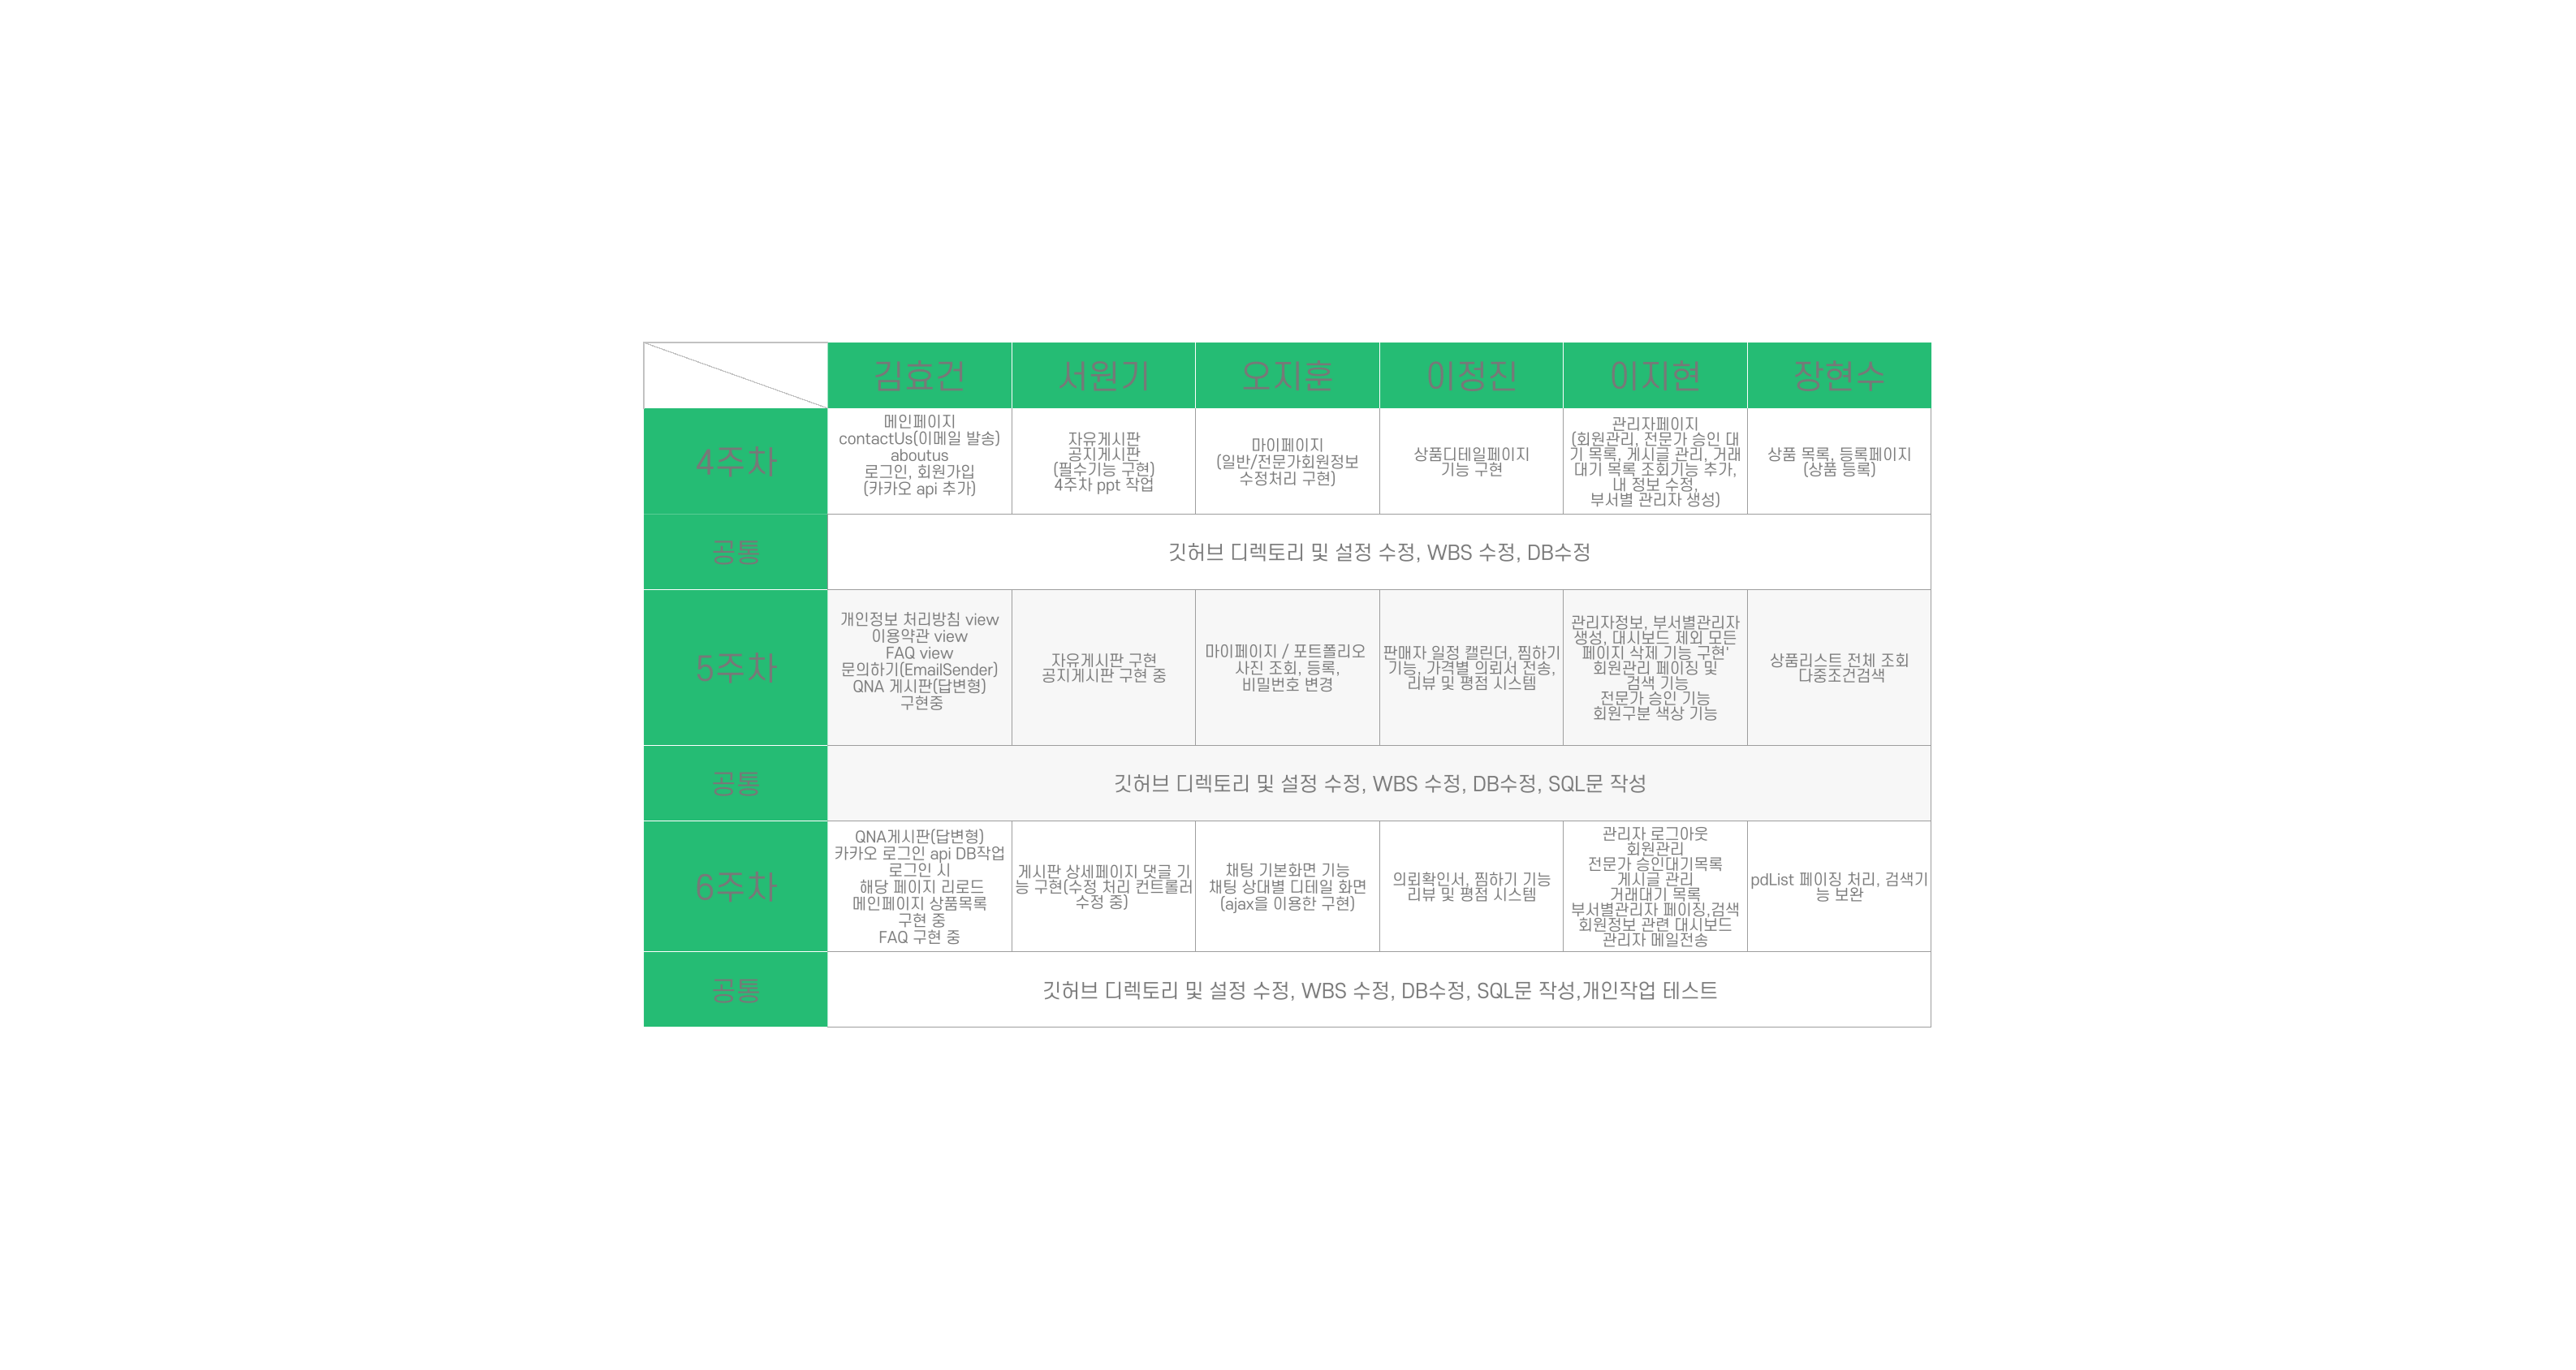 김효건
서원기
오지훈
이정진
이지현
장현수
4주차
메인페이지
contactUs(이메일 발송)
aboutus
로그인, 회원가입
(카카오 api 추가)
자유게시판
공지게시판
(필수기능 구현)
4주차 ppt 작업
마이페이지
(일반/전문가회원정보
수정처리 구현)
상품디테일페이지
기능 구현
관리자페이지
(회원관리, 전문가 승인 대
기 목록, 게시글 관리, 거래
대기 목록 조회기능 추가,
내 정보 수정,
부서별 관리자 생성)
상품 목록, 등록페이지
(상품 등록)
공통
깃허브 디렉토리 및 설정 수정, WBS 수정, DB수정
5주차
개인정보 처리방침 view
이용약관 view
FAQ view
문의하기(EmailSender)
QNA 게시판(답변형)
구현중
자유게시판 구현
공지게시판 구현 중
마이페이지 / 포트폴리오
사진 조회, 등록,
비밀번호 변경
판매자 일정 캘린더, 찜하기
기능, 가격별 의뢰서 전송,
리뷰 및 평점 시스템
관리자정보, 부서별관리자
생성, 대시보드 제외 모든
페이지 삭제 기능 구현'
회원관리 페이징 및
검색 기능
전문가 승인 기능
회원구분 색상 기능
상품리스트 전체 조회
다중조건검색
공통
깃허브 디렉토리 및 설정 수정, WBS 수정, DB수정, SQL문 작성
6주차
QNA게시판(답변형)
카카오 로그인 api DB작업
로그인 시
해당 페이지 리로드
메인페이지 상품목록
구현 중
FAQ 구현 중
게시판 상세페이지 댓글 기
능 구현(수정 처리 컨트롤러
수정 중)
채팅 기본화면 기능
채팅 상대별 디테일 화면
(ajax을 이용한 구현)
의뢰확인서, 찜하기 기능
리뷰 및 평점 시스템
관리자 로그아웃
회원관리
전문가 승인대기목록
게시글 관리
거래대기 목록
부서별관리자 페이징,검색
회원정보 관련 대시보드
관리자 메일전송
pdList 페이징 처리, 검색기
능 보완
공통
깃허브 디렉토리 및 설정 수정, WBS 수정, DB수정, SQL문 작성,개인작업 테스트